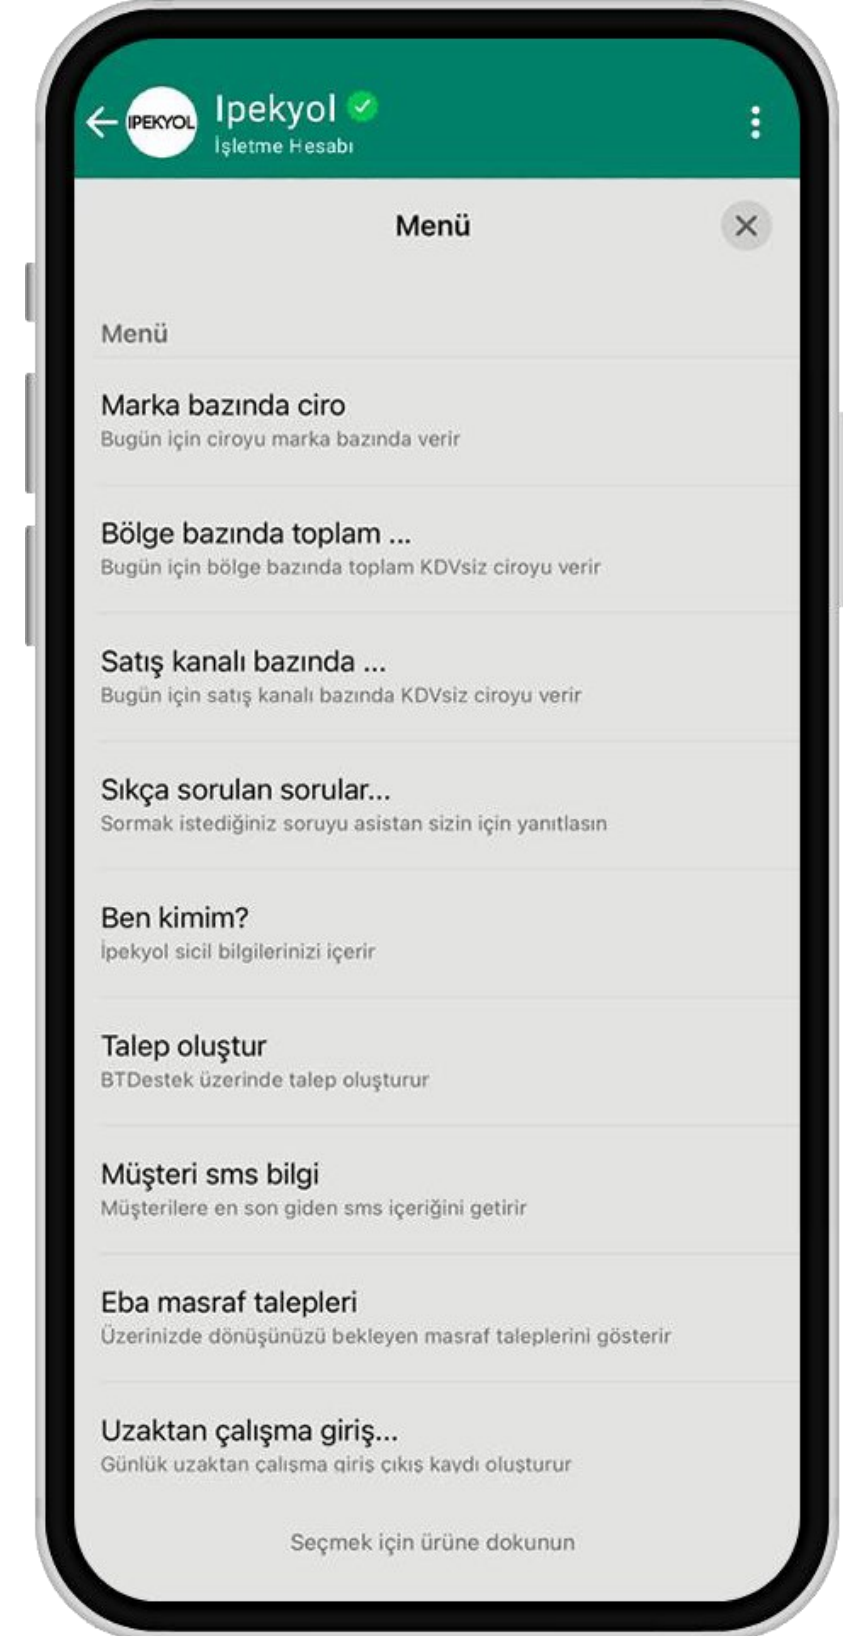 IPEKYOL
Ipekyol
İşletme Hesabı
Menü
Menü
Marka bazında ciro
Bugün için ciroyu marka bazında verir
Bölge bazında toplam ...
Bugün için bölge bazında toplam KDVsiz ciroyu verir
Satış kanalı bazında ...
Bugün için satış kanalı bazında KDVsiz ciroyu verir
Sıkça sorulan sorular...
Sormak istediğiniz soruyu asistan sizin için yanıtlasın
Ben kimim?
İpekyol sicil bilgilerinizi içerir
Talep oluştur
BTDestek üzerinde talep oluşturur
Müşteri sms bilgi
Müşterilere en son giden sms içeriğini getirir
Eba masraf talepleri
Üzerinizde dönüşünüzü bekleyen masraf taleplerini gösterir
Uzaktan çalışma giriş...
Günlük uzaktan çalışma giriş çıkış kaydı oluşturur
Seçmek için ürüne dokunun